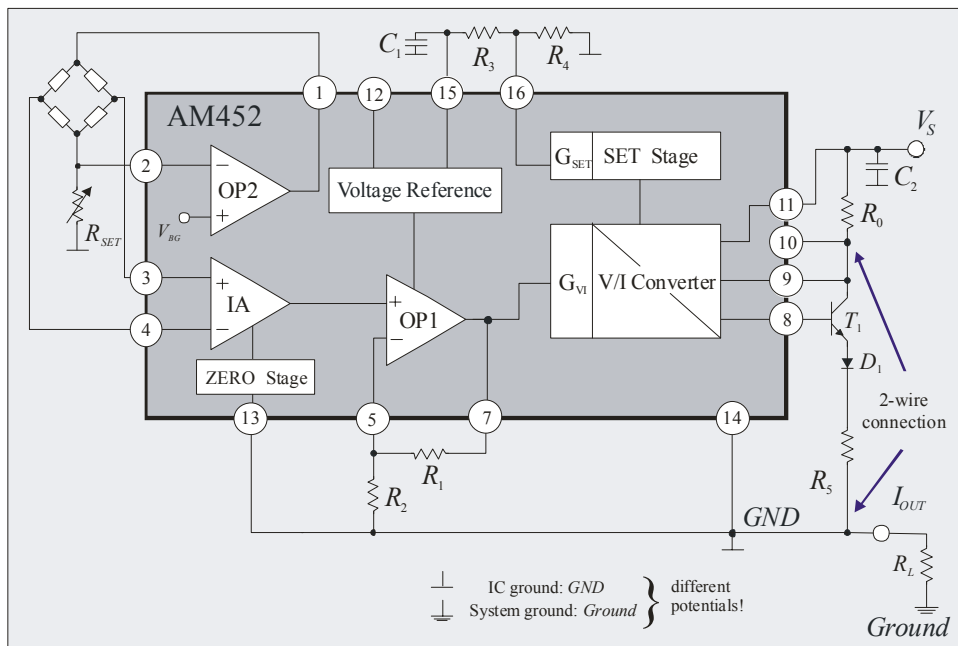 C1
R3
R4
1
12
15
16
AM452
VS
2
OP2
Voltage Reference
GSET
SET Stage
C2
11
R0
RSET
VBG
10
3
IA
OP1
GVI
V/I Converter
9
4
8
T1
ZERO Stage
D1
13
5
7
14
2-wire
connection
R1
R5
R2
GND
IOUT
IC ground: GND
System ground: Ground
different
potentials!
RL
Ground